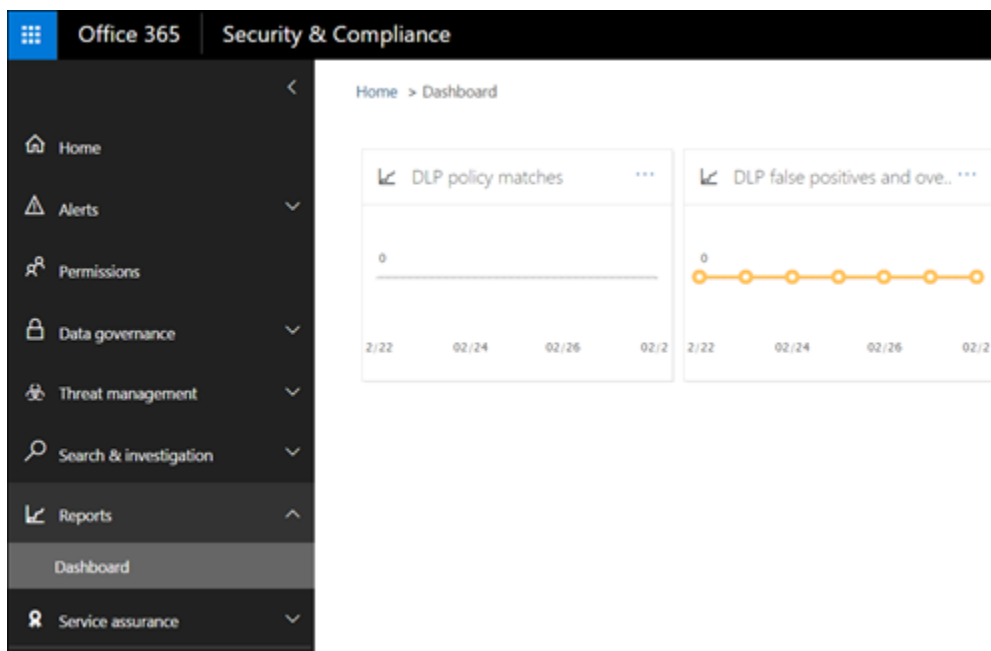 Office 365
Security & Compliance
Home > Dashboard
Home
Alerts
Permissions
Data governance
Threat management
Search & investigation
Reports
Dashboard
Service assurance
DLP policy matches ...
0
2/22 02/24 02/26 02/2
DLP false positives and ove.. ...
0
2/22 02/24 02/26 02/2